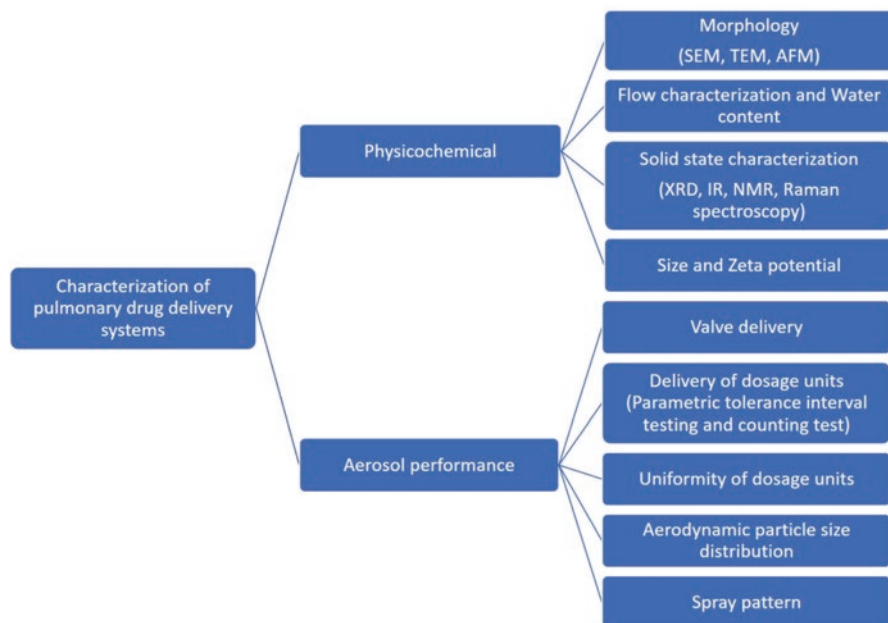 Characterization of
pulmonary drug delivery
systems
Physicochemical
Morphology
(SEM, TEM, AFM)
Flow characterization and Water
content
Solid state characterization
(XRD, IR, NMR, Raman
spectroscopy)
Size and Zeta potential
Aerosol performance
Valve delivery
Delivery of dosage units
(Parametric tolerance interval
testing and counting test)
Uniformity of dosage units
Aerodynamic particle size
distribution
Spray pattern